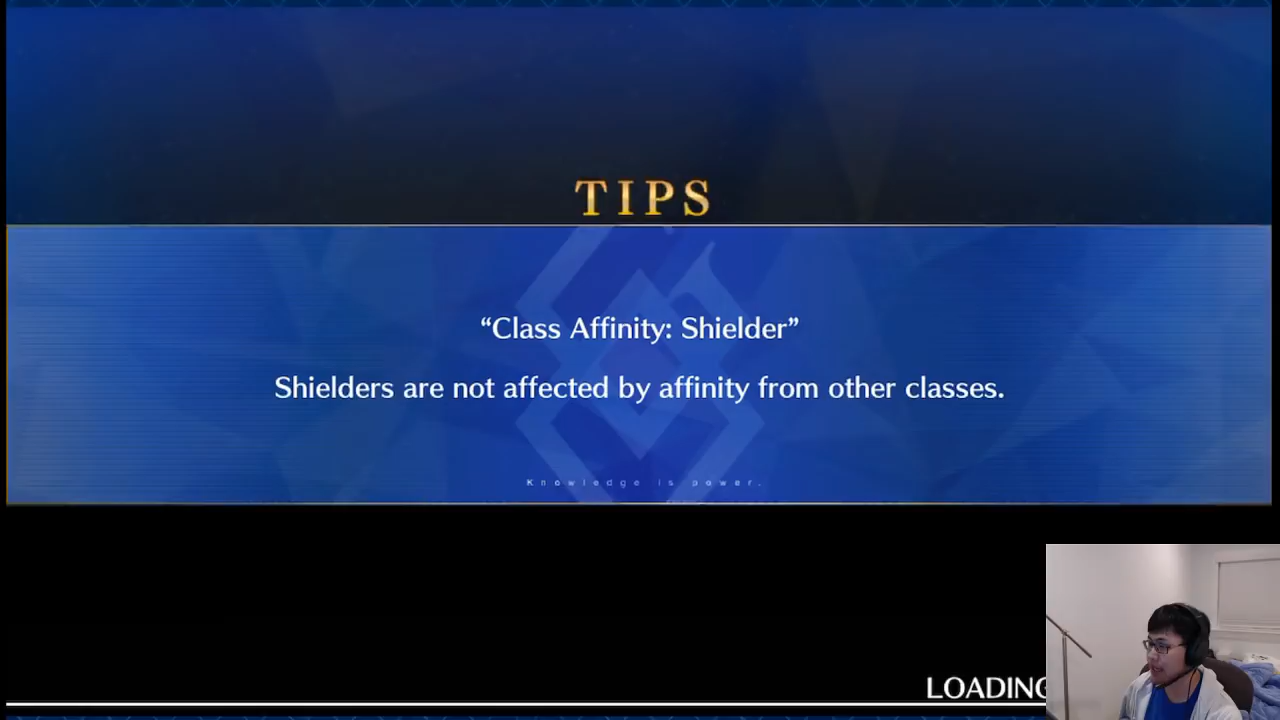 TIPS
“Class Affinity: Shielder”
Shielders are not affected by affinity from other classes.
Knowledge is power.
LOADING